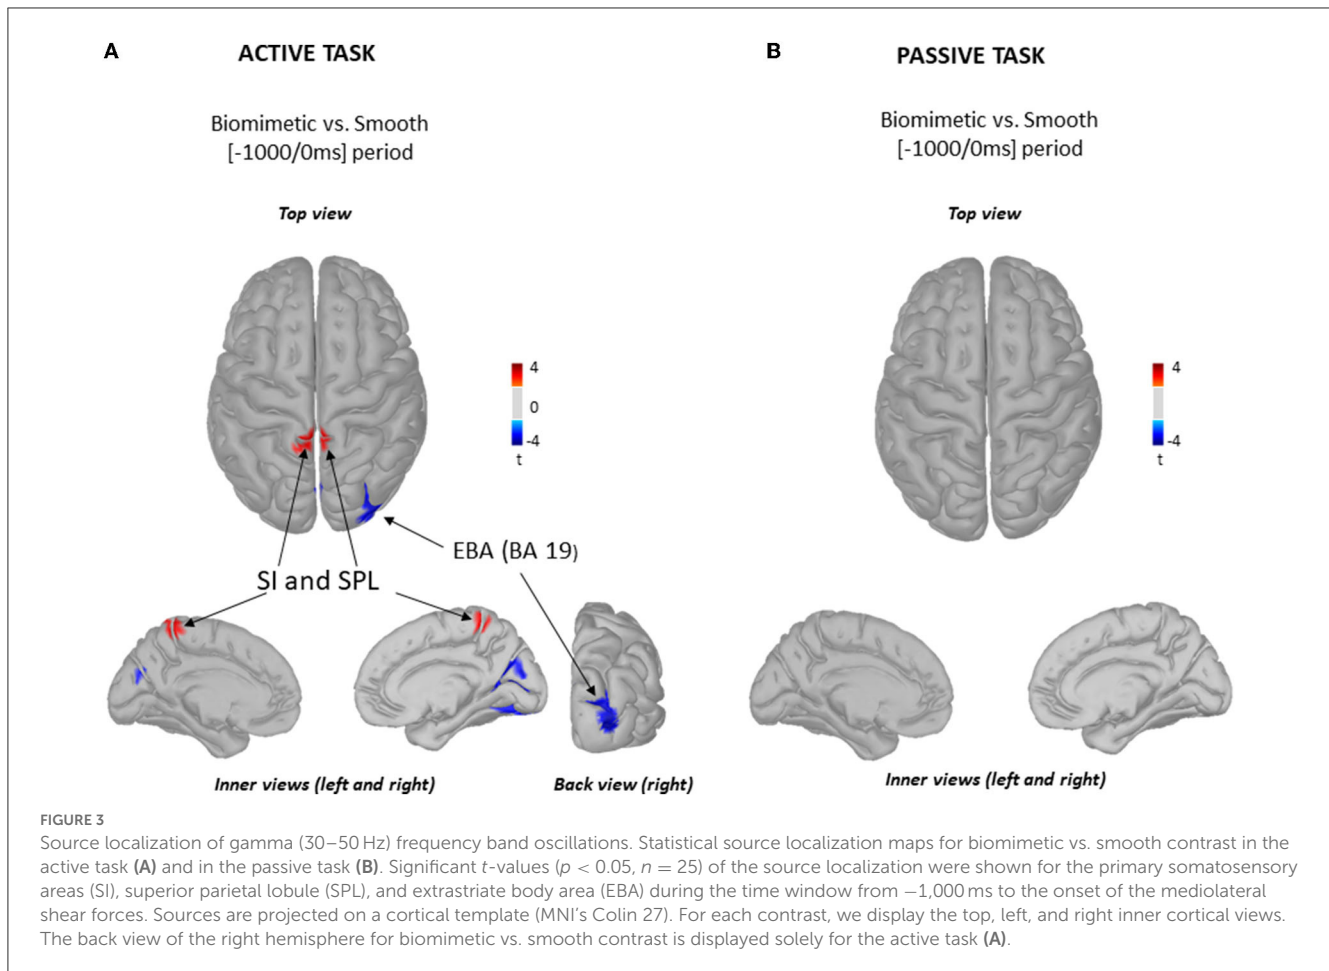 A
ACTIVE TASK
Biomimetic vs. Smooth
[-1000/0ms] period
Top view
4
0
-4
t
EBA (BA 19)
SI and SPL
Inner views (left and right)
Back view (right)
B
PASSIVE TASK
Biomimetic vs. Smooth
[-1000/0ms] period
Top view
4
-4
t
Inner views (left and right)
FIGURE 3
Source localization of gamma (30–50 Hz) frequency band oscillations. Statistical source localization maps for biomimetic vs. smooth contrast in the
active task (A) and in the passive task (B). Significant t-values (p < 0.05, n = 25) of the source localization were shown for the primary somatosensory
areas (SI), superior parietal lobule (SPL), and extrastriate body area (EBA) during the time window from −1,000 ms to the onset of the mediolateral
shear forces. Sources are projected on a cortical template (MNI's Colin 27). For each contrast, we display the top, left, and right inner cortical views.
The back view of the right hemisphere for biomimetic vs. smooth contrast is displayed solely for the active task (A).